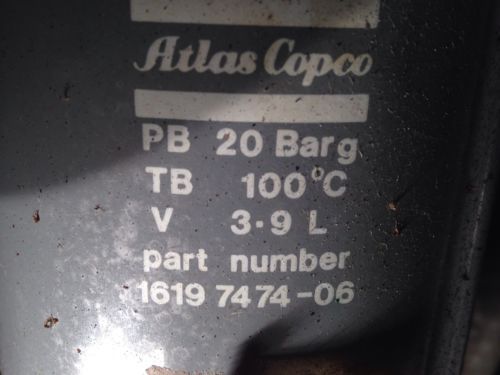 Atlas Copco
PB 20 Barg
TB 100°C
V 3·9 L
part number
1619 7474-06